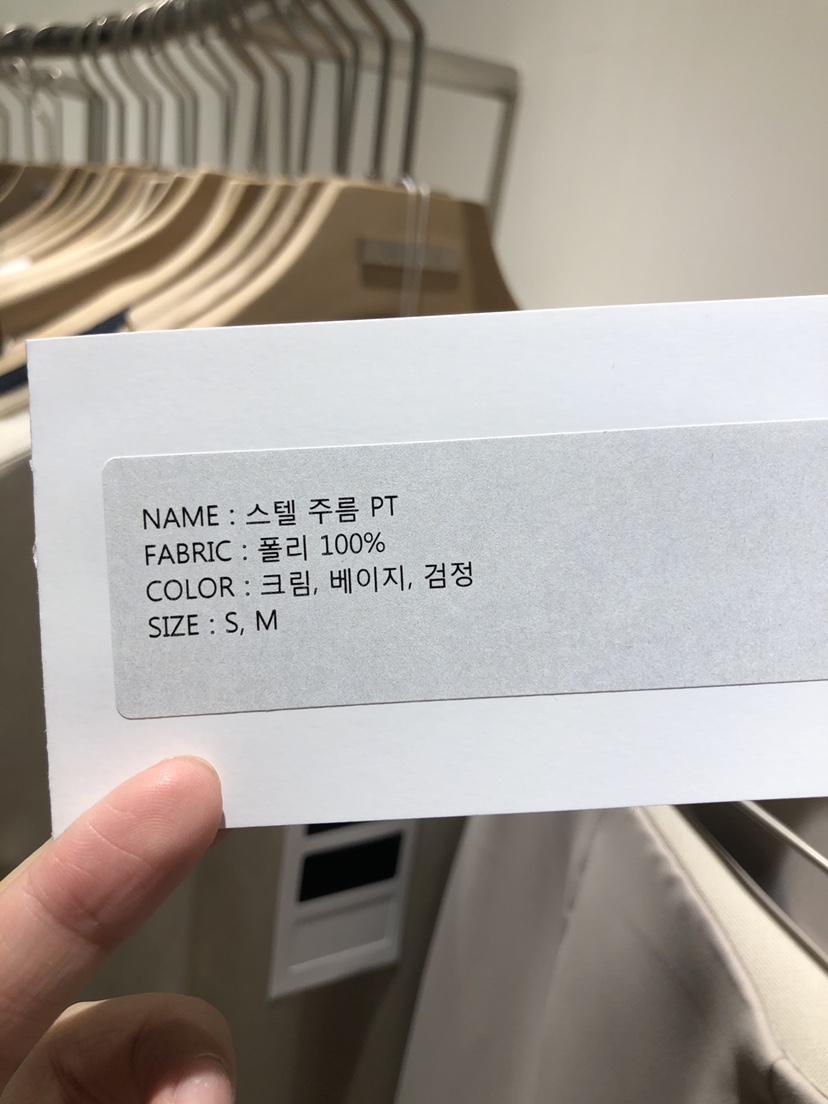 NAME : 스텔 주름 PT
FABRIC : 폴리 100%
COLOR : 크림, 베이지, 검정
SIZE : S, M